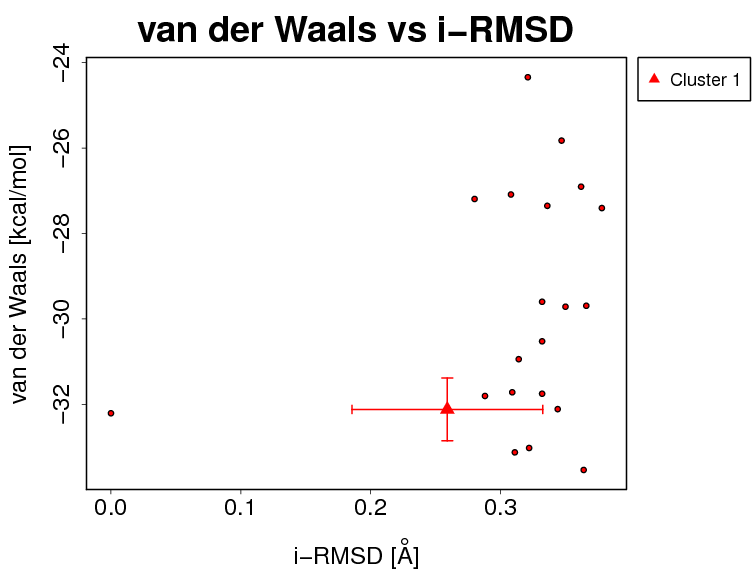 van der Waals vs i−RMSD
Cluster 1
van der Waals [kcal/mol]
−24
−26
−28
−30
−32
0.0 0.1 0.2 0.3
i−RMSD [Å]